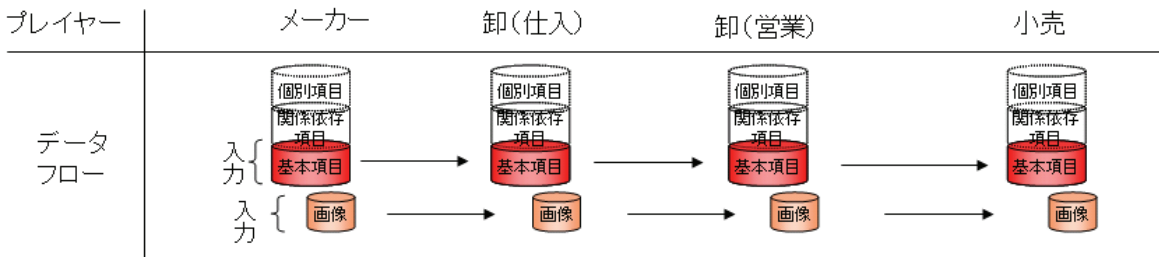 プレイヤー
メーカー
卸(仕入)
卸(営業)
小売
データ
フロー
入
力
個別項目
関係依存
項目
基本項目
個別項目
関係依存
項目
基本項目
個別項目
関係依存
項目
基本項目
個別項目
関係依存
項目
基本項目
入
力
画像
画像
画像
画像